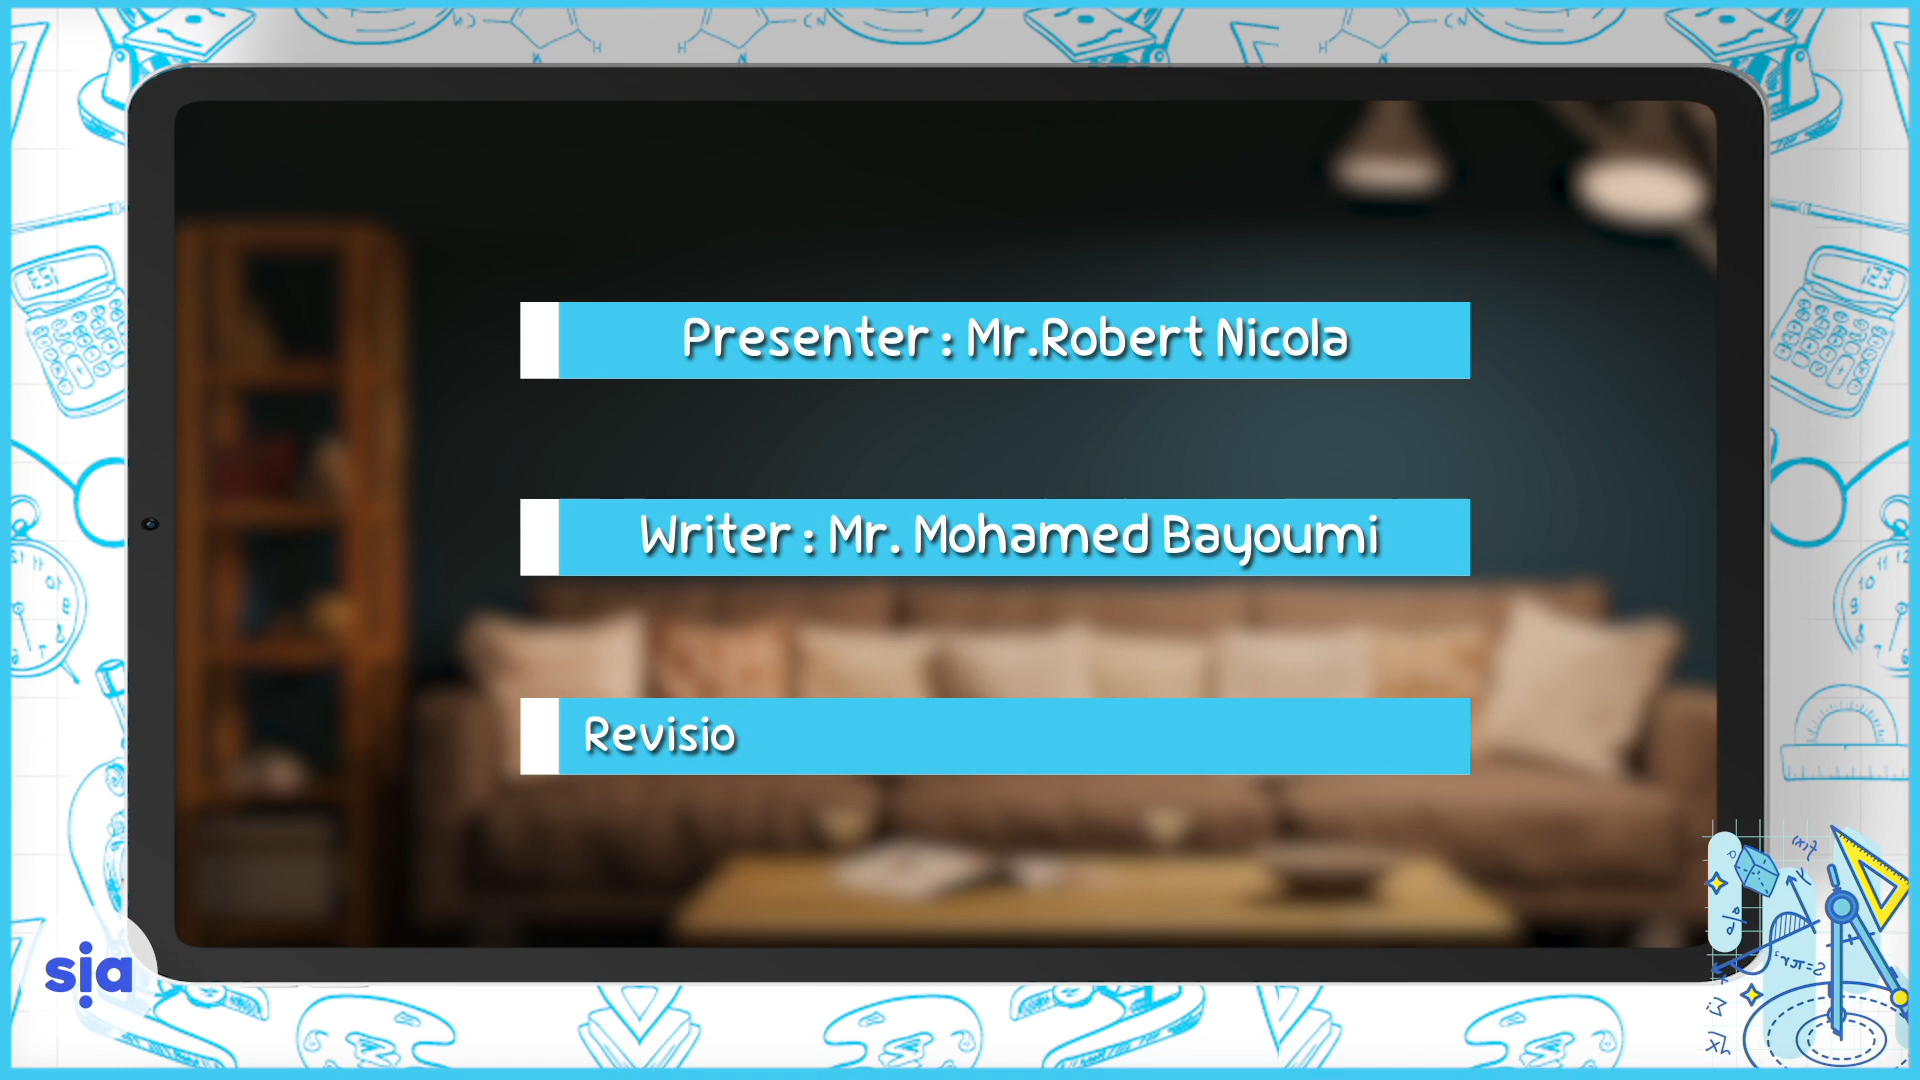 Presenter : Mr.Robert Nicola
Writer : Mr. Mohamed Bayoumi
Revisio
sia